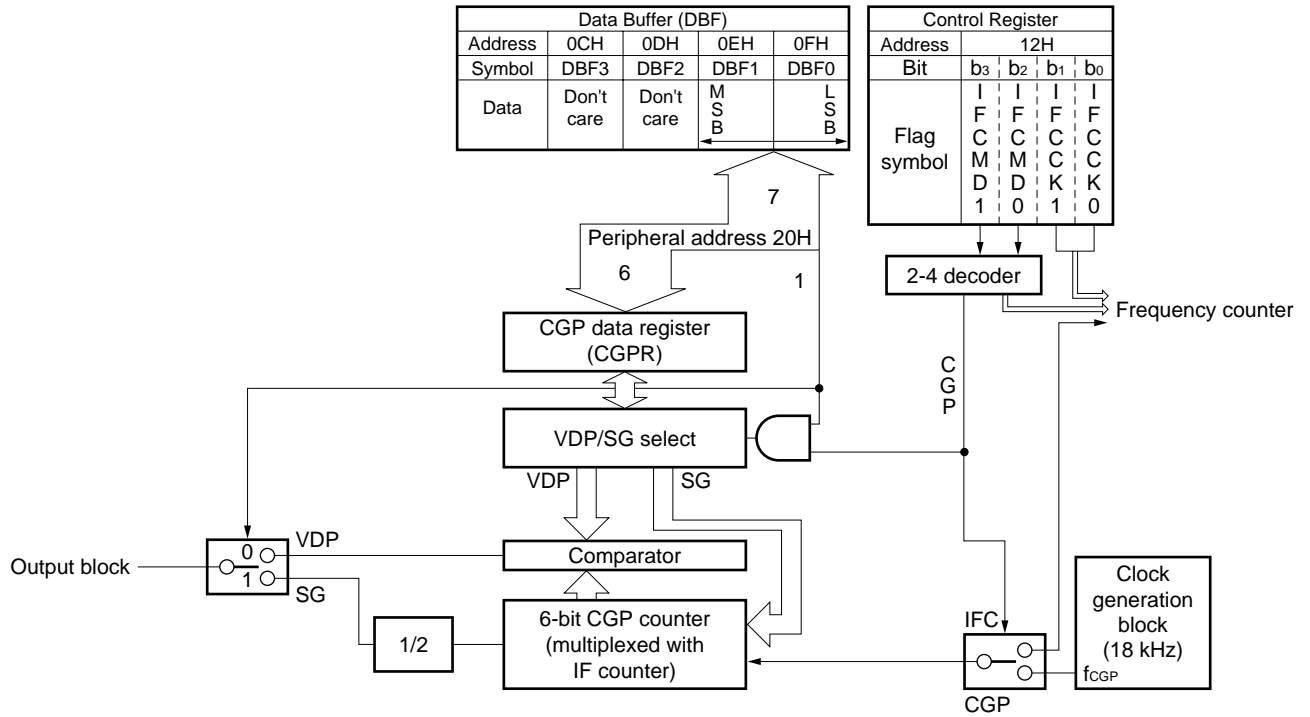 Data Buffer (DBF)
Address 0CH 0DH 0EH 0FH
Symbol DBF3 DBF2 DBF1 DBF0
Data Don't care Don't care MSB LSB
Control Register
Address 12H
Bit b3 b2 b1 b0
Flag symbol IFCMD1 IFCMD0 IFCCK1 IFCCK0
7
Peripheral address 20H
6
1
2-4 decoder
Frequency counter
CGP data register
(CGPR)
CGP
VDP/SG select
VDP
SG
Output block
0
VDP
1
SG
Comparator
1/2
6-bit CGP counter
(multiplexed with
IF counter)
IFC
CGP
fCGP
Clock
generation
block
(18 kHz)